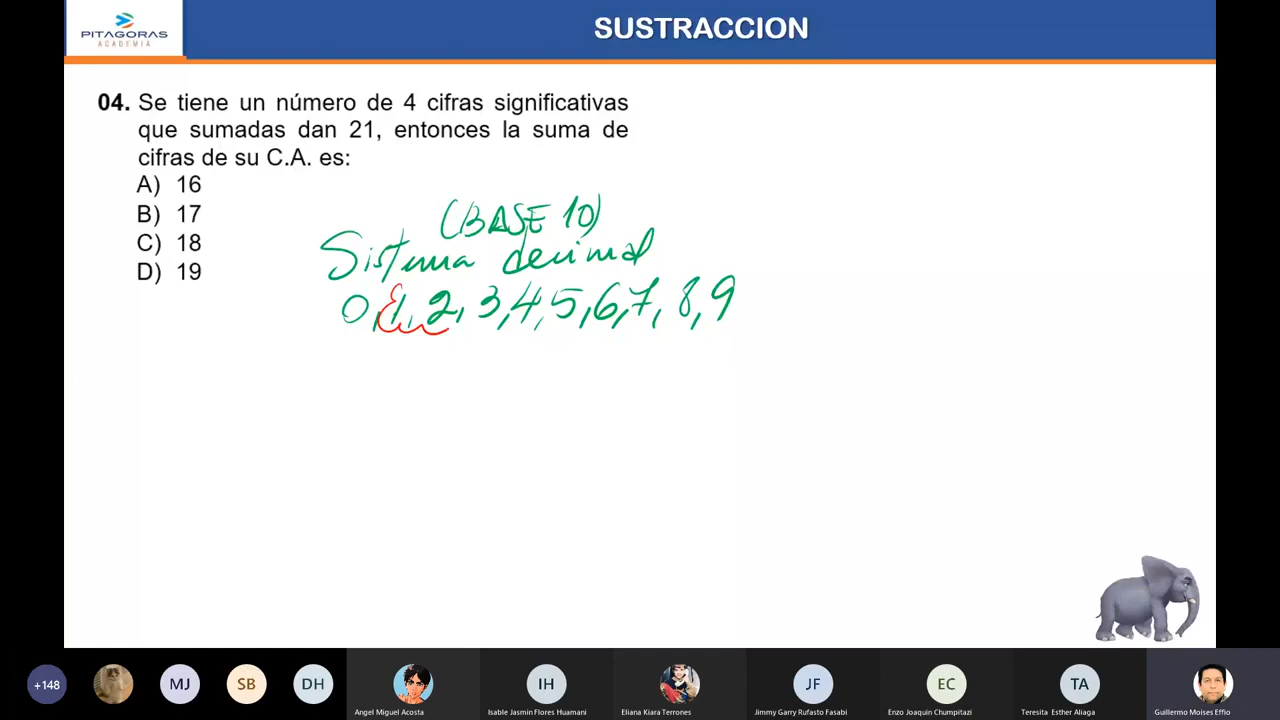 PITAGORAS
ACADEMIA
SUSTRACCION
04. Se tiene un número de 4 cifras significativas
que sumadas dan 21, entonces la suma de
cifras de su C.A. es:
A) 16
B) 17
C) 18
D) 19
(BASE 10)
Sistema decimal
0, 1, 2, 3, 4, 5, 6, 7, 8, 9
+148
MJ
SB
DH
Angel Miguel Acosta
IH
Isable Jasmin Flores Huamani
Eliana Kiara Terrones
JF
Jimmy Garry Rufasto Fasabi
EC
Enzo Joaquin Chumpitazi
TA
Teresita Esther Aliaga
Guillermo Moises Effio